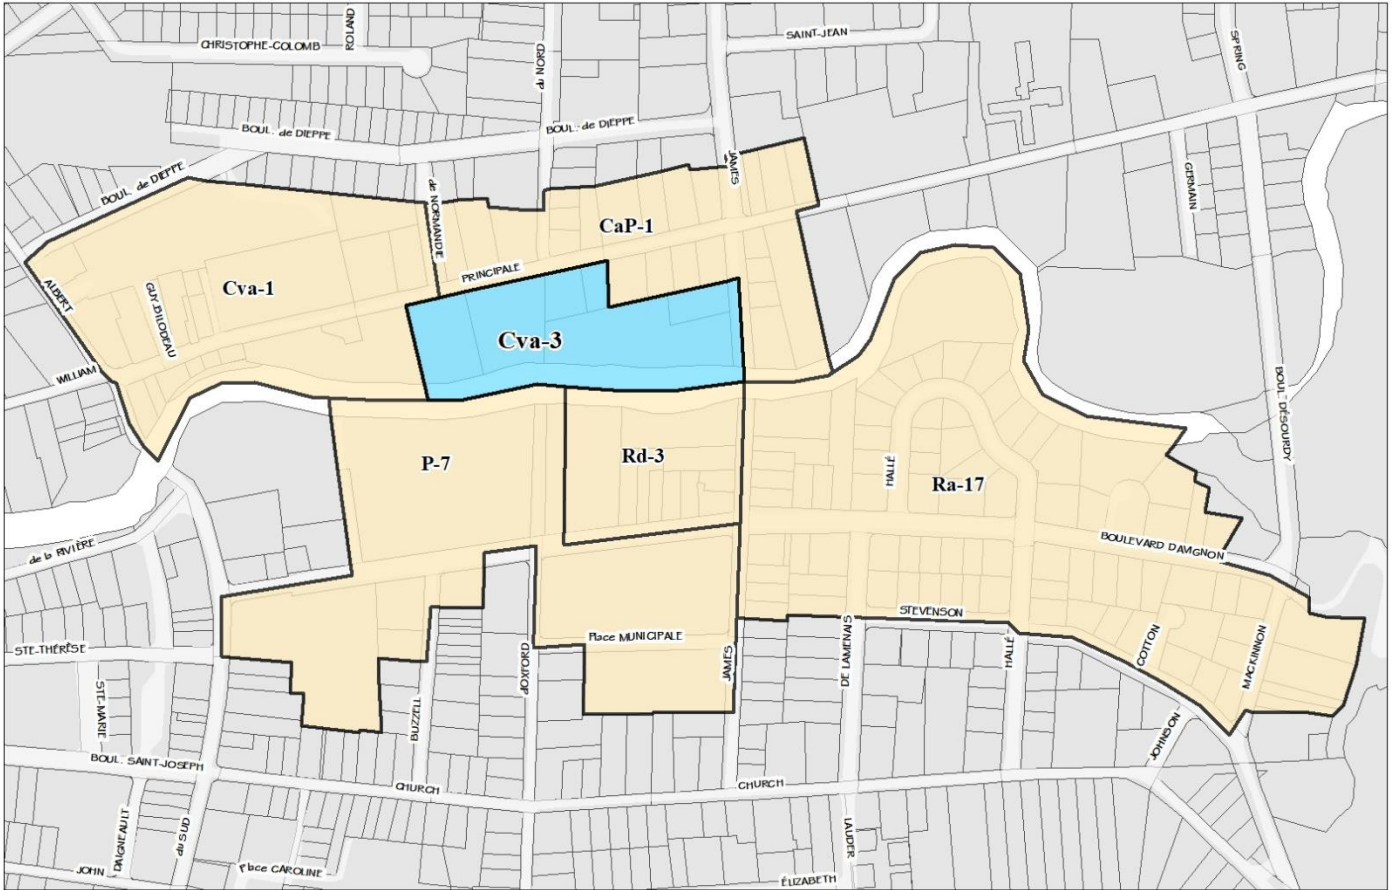 ROLAND
CHRISTOPHE-COLOMB
SAINT-JEAN
SPRING
du NORD
BOUL. de DIEPPE
BOUL. de DIEPPE
JAMES
BOUL. de DIEPPE
GERMAIN
de NORMANDIE
CaP-1
PRINCIPALE
Cva-1
ALBERT
GUY-BILODEAU
Cva-3
WILLIAM
BOUL. DÉSOURDY
P-7
Rd-3
HALLÉ
Ra-17
BOULEVARD DAVIGNON
de la RIVIÈRE
STEVENSON
Place MUNICIPALE
COTTON
STE-THÉRÈSE
MACKINNON
d'OXFORD
JAMES
DE LAMENAIS
HALLÉ
STE-MARIE
BUZZELL
JOHNSON
BOUL. SAINT-JOSEPH
CHURCH
CHURCH
DAIGNEAULT
du SUD
LAUDER
JOHN
Place CAROLINE
ÉLIZABETH